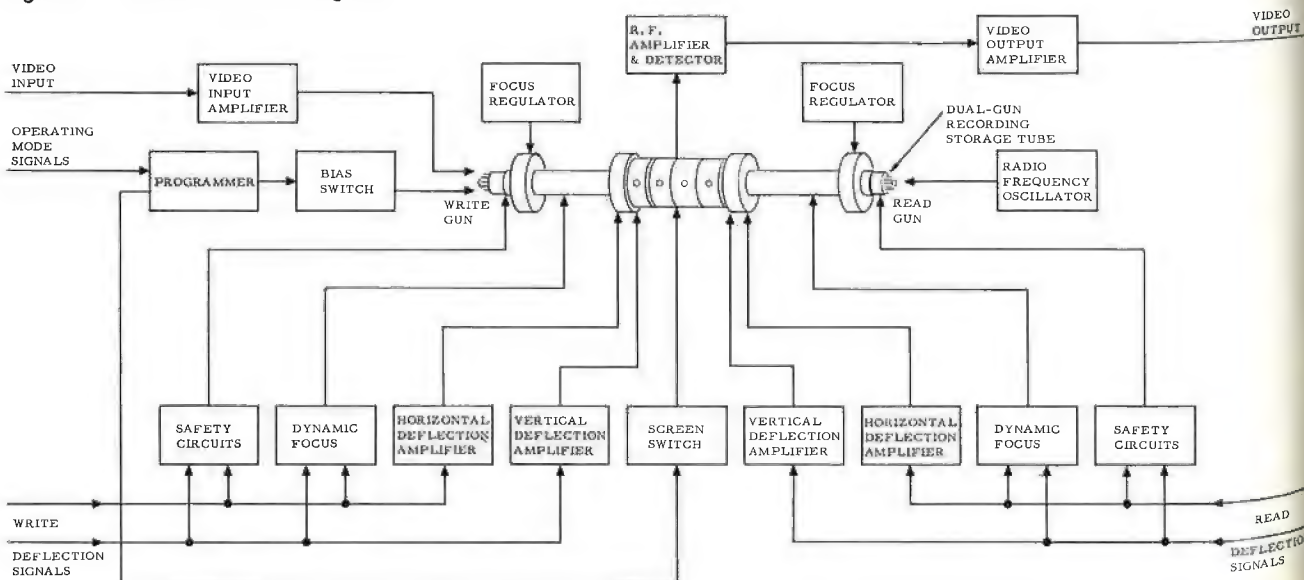 VIDEO
OUTPUT
R. F.
AMPLIFIER
& DETECTOR
VIDEO
OUTPUT
AMPLIFIER
VIDEO
INPUT
VIDEO
INPUT
AMPLIFIER
FOCUS
REGULATOR
FOCUS
REGULATOR
DUAL-GUN
RECORDING
STORAGE TUBE
OPERATING
MODE
SIGNALS
PROGRAMMER
BIAS
SWITCH
WRITE
GUN
READ
GUN
RADIO
FREQUENCY
OSCILLATOR
SAFETY
CIRCUITS
DYNAMIC
FOCUS
HORIZONTAL
DEFLECTION
AMPLIFIER
VERTICAL
DEFLECTION
AMPLIFIER
SCREEN
SWITCH
VERTICAL
DEFLECTION
AMPLIFIER
HORIZONTAL
DEFLECTION
AMPLIFIER
DYNAMIC
FOCUS
SAFETY
CIRCUITS
WRITE
DEFLECTION
SIGNALS
READ
DEFLECTIO
SIGNALS